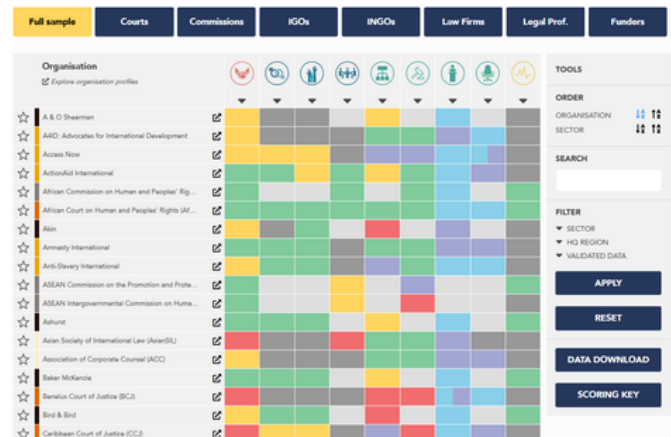 Full sample
Courts
Commissions
IGOs
INGOs
Law Firms
Legal Prof.
Funders
Organisation
Explore organisation profiles
A & O Shearman
A4ID: Advocates for International Development
Access Now
ActionAid International
African Commission on Human and Peoples' Rig...
African Court on Human and Peoples' Rights (Af...
Akin
Amnesty International
Anti-Slavery International
ASEAN Commission on the Promotion and Prote...
ASEAN Intergovernmental Commission on Huma...
Ashurst
Asian Society of International Law (AsianSIL)
Association of Corporate Counsel (ACC)
Baker McKenzie
Benelux Court of Justice (BCJ)
Bird & Bird
Caribbean Court of Justice (CCJ)
TOOLS
ORDER
ORGANISATION
SECTOR
SEARCH
FILTER
SECTOR
HQ REGION
VALIDATED DATA
APPLY
RESET
DATA DOWNLOAD
SCORING KEY